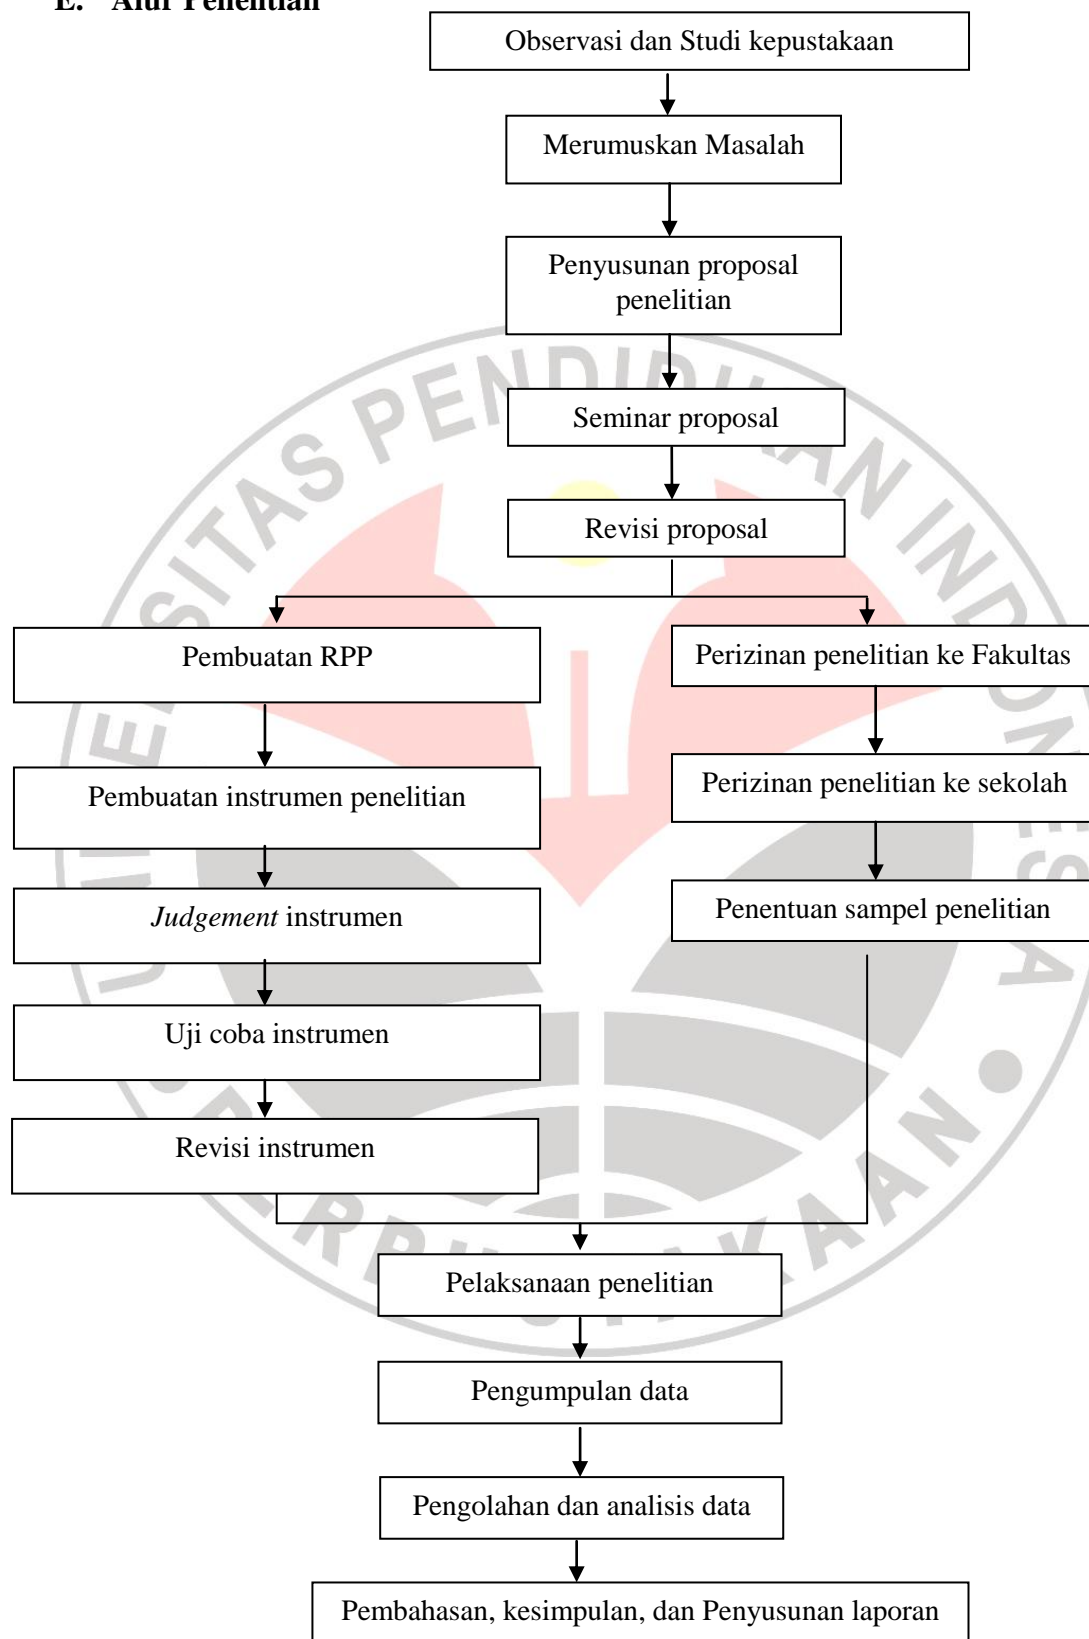 E. Alur Penelitian
Observasi dan Studi kepustakaan
Merumuskan Masalah
Penyusunan proposal
penelitian
Seminar proposal
Revisi proposal
Pembuatan RPP
Perizinan penelitian ke Fakultas
Pembuatan instrumen penelitian
Perizinan penelitian ke sekolah
Judgement instrumen
Penentuan sampel penelitian
Uji coba instrumen
Revisi instrumen
Pelaksanaan penelitian
Pengumpulan data
Pengolahan dan analisis data
Pembahasan, kesimpulan, dan Penyusunan laporan